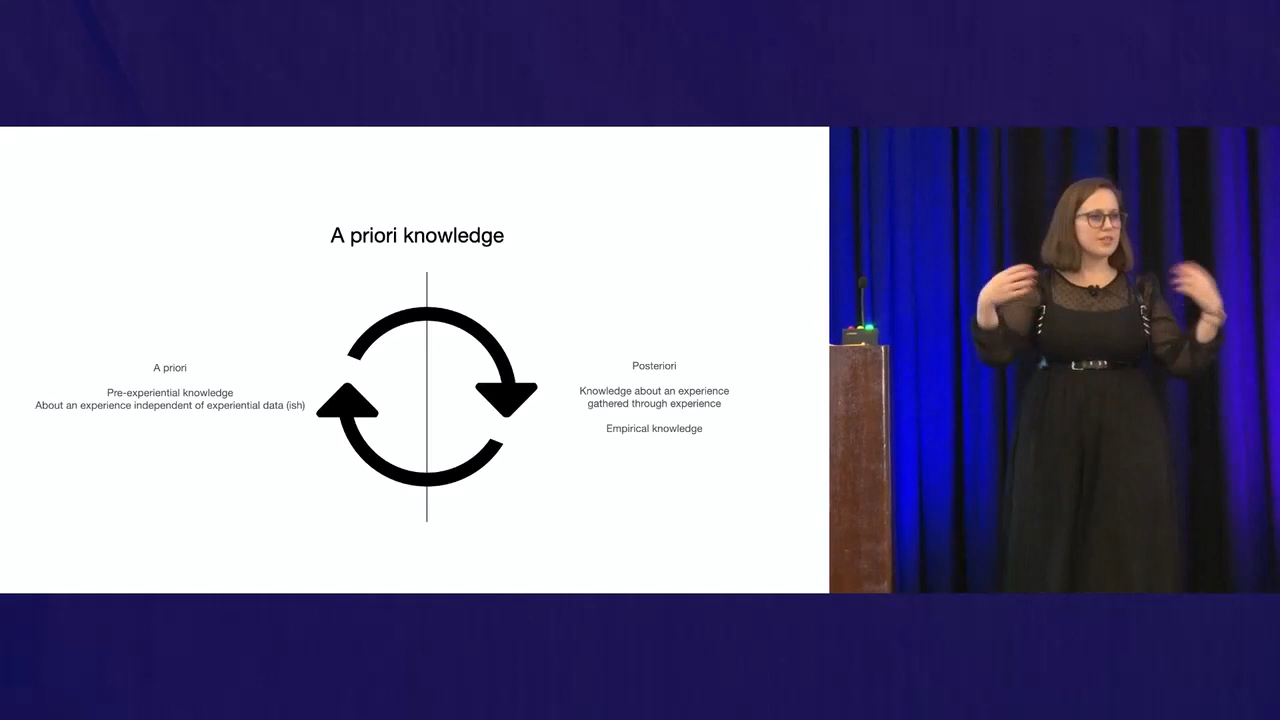 A priori knowledge
A priori
Pre-experiential knowledge
About an experience independent of experiential data (ish)
Posteriori
Knowledge about an experience
gathered through experience
Empirical knowledge